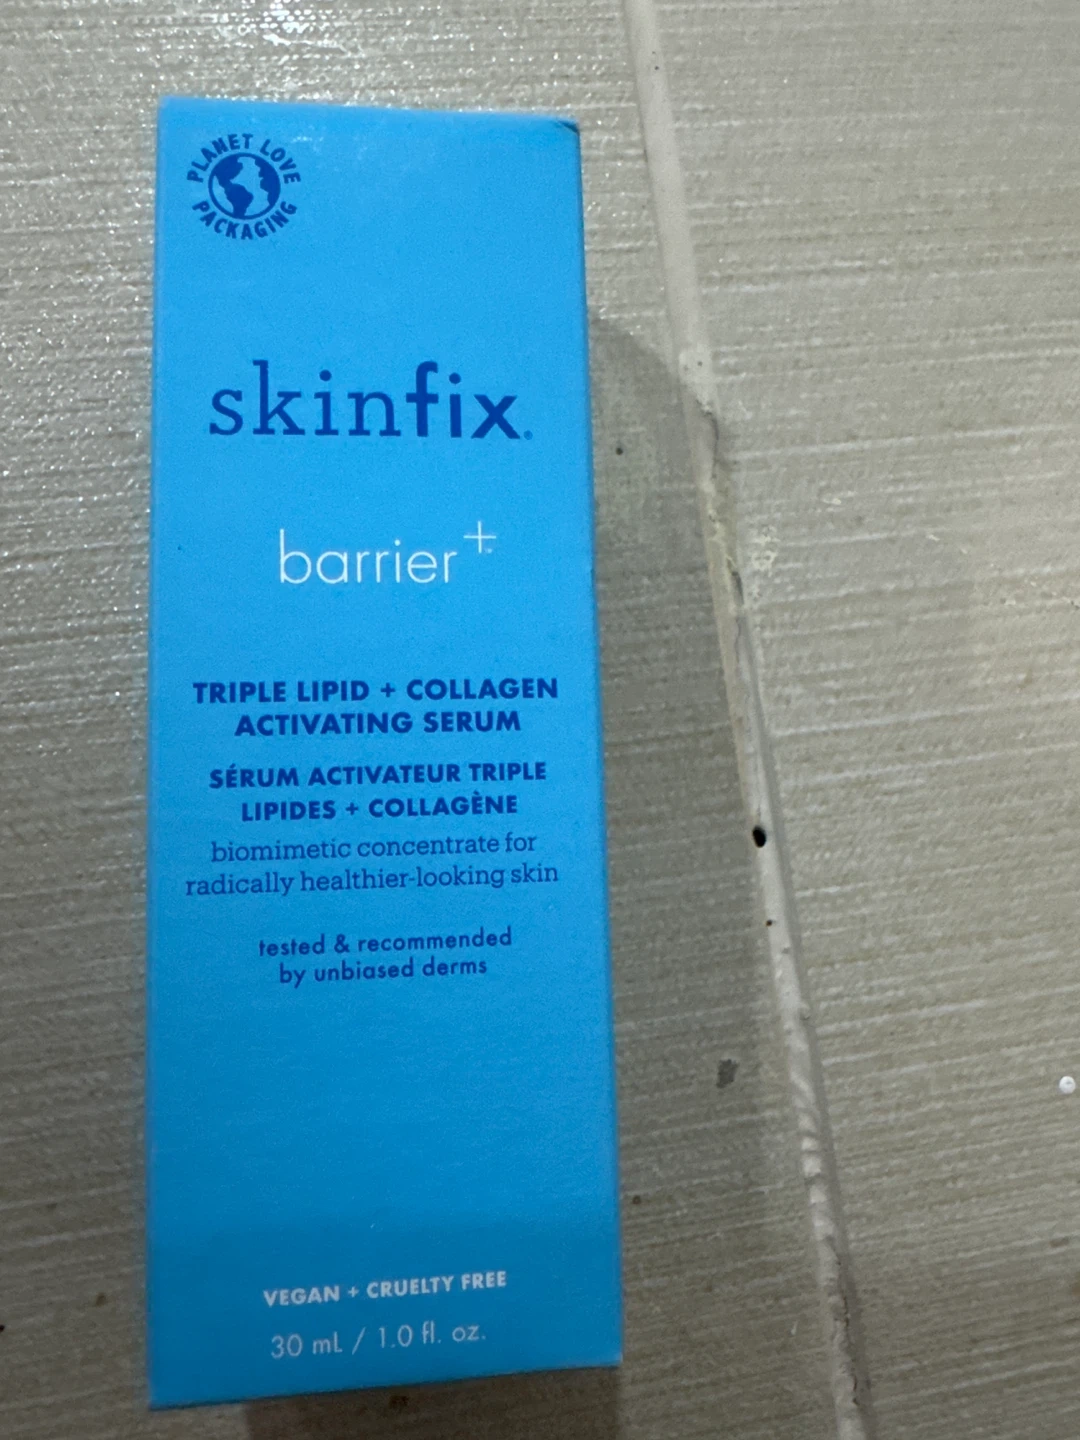 PLANET LOVE
PACKAGING
skinfix®
barrier+™
TRIPLE LIPID + COLLAGEN
ACTIVATING SERUM
SÉRUM ACTIVATEUR TRIPLE
LIPIDES + COLLAGÈNE
biomimetic concentrate for
radically healthier-looking skin
tested & recommended
by unbiased derms
VEGAN + CRUELTY FREE
30 mL / 1.0 fl. oz.